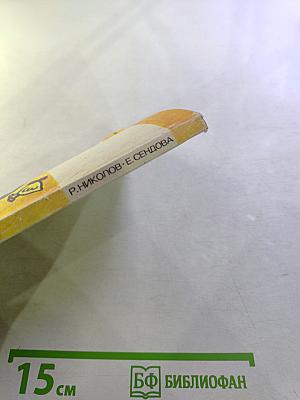 Р. НИКОЛОВ · Е. СЕНДОВА
15 см
БФ БИБЛИОФАН